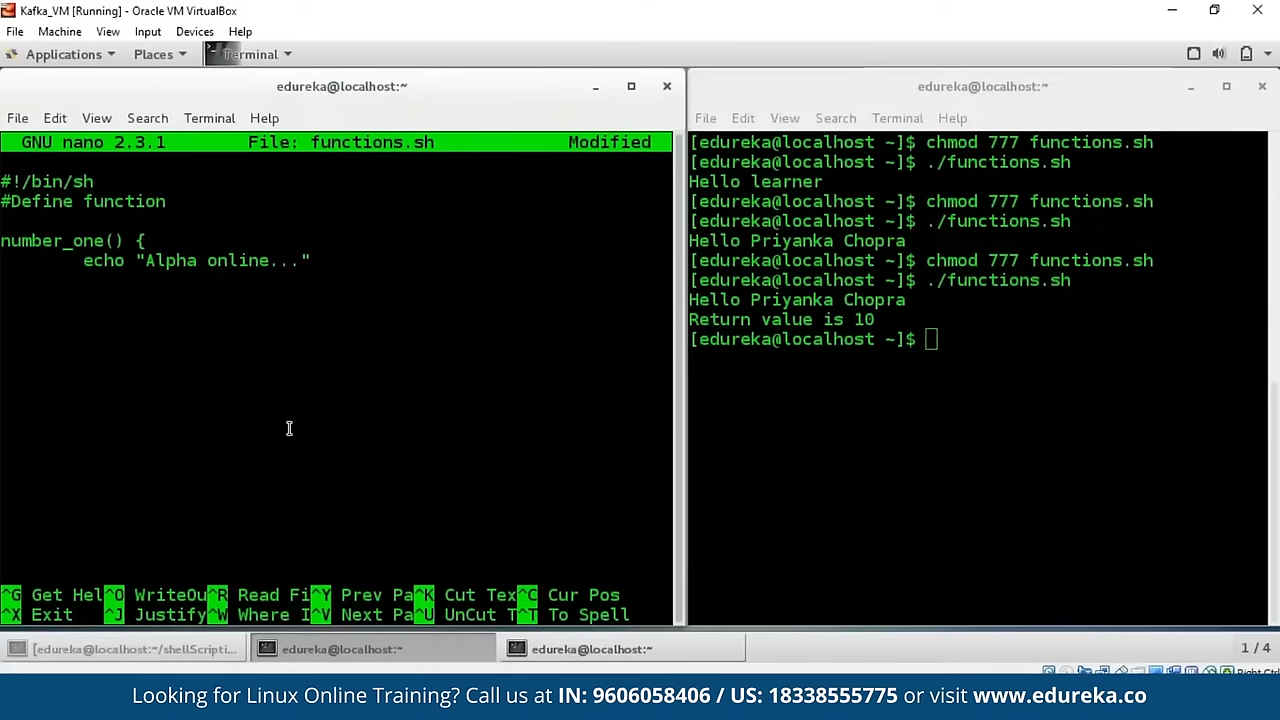 Kafka_VM [Running] - Oracle VM VirtualBox
File Machine View Input Devices Help
Applications Places Terminal
edureka@localhost:~
File Edit View Search Terminal Help
GNU nano 2.3.1 File: functions.sh Modified
#!/bin/sh
#Define function
number_one() {
echo "Alpha online..."
^G Get Hel^O WriteOu^R Read Fi^Y Prev Pa^K Cut Tex^C Cur Pos
^X Exit ^J Justify^W Where I^V Next Pa^U UnCut T^T To Spell
edureka@localhost:~
File Edit View Search Terminal Help
[edureka@localhost ~]$ chmod 777 functions.sh
[edureka@localhost ~]$ ./functions.sh
Hello learner
[edureka@localhost ~]$ chmod 777 functions.sh
[edureka@localhost ~]$ ./functions.sh
Hello Priyanka Chopra
[edureka@localhost ~]$ chmod 777 functions.sh
[edureka@localhost ~]$ ./functions.sh
Hello Priyanka Chopra
Return value is 10
[edureka@localhost ~]$
[edureka@localhost:~/shellScripti... edureka@localhost:~ edureka@localhost:~ 1 / 4
Right Ctrl
Looking for Linux Online Training? Call us at IN: 9606058406 / US: 18338555775 or visit www.edureka.co